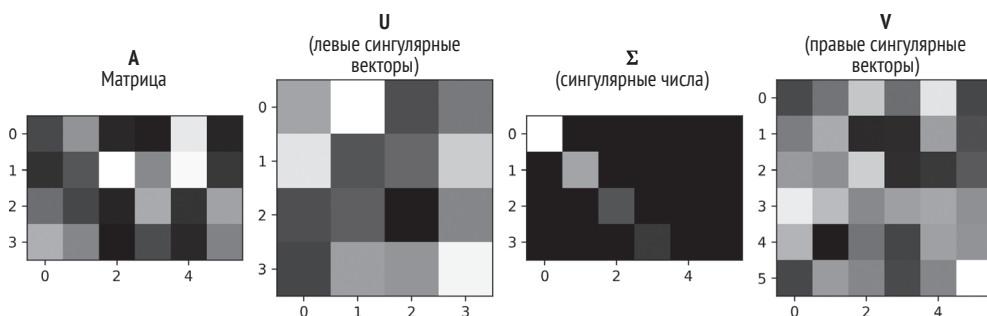 A
Матрица
0
1
2
3
0 2 4
U
(левые сингулярные
векторы)
0
1
2
3
0 1 2 3
Σ
(сингулярные числа)
0
1
2
3
0 2 4
V
(правые сингулярные
векторы)
0
1
2
3
4
5
0 2 4